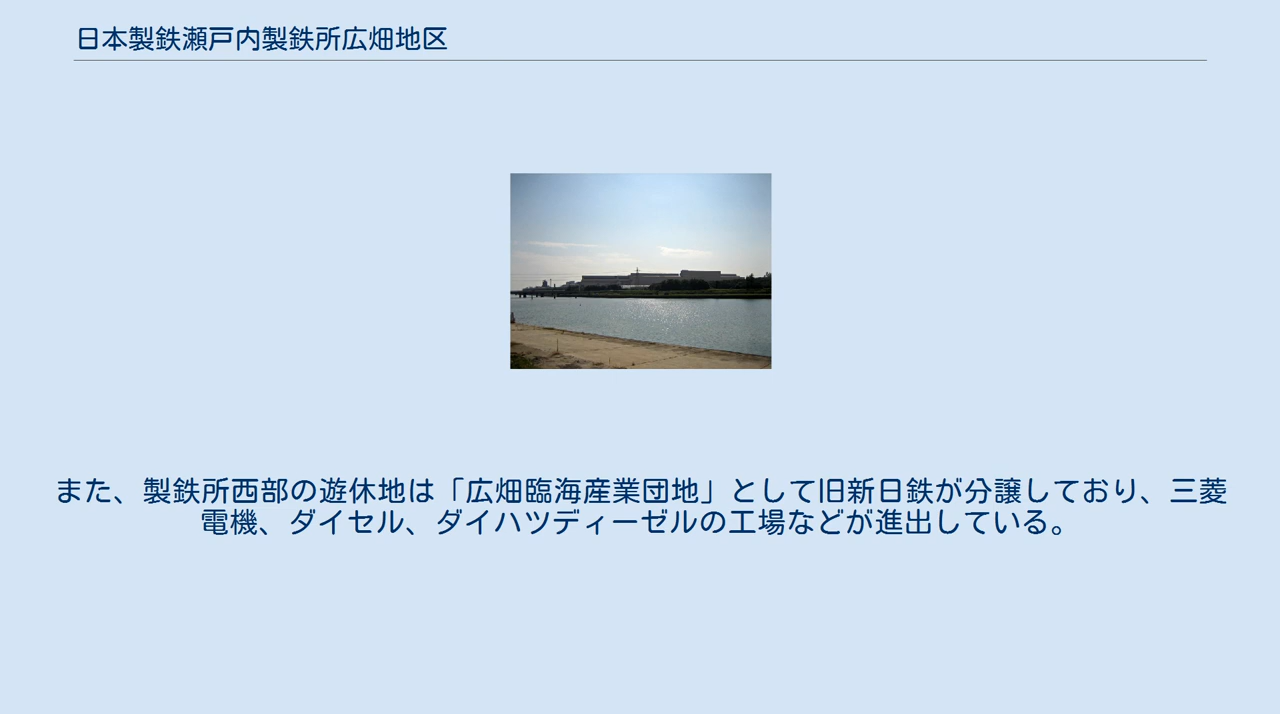 日本製鉄瀬戸内製鉄所広畑地区
また、製鉄所西部の遊休地は「広畑臨海産業団地」として旧新日鉄が分譲しており、三菱
電機、ダイセル、ダイハツディーゼルの工場などが進出している。